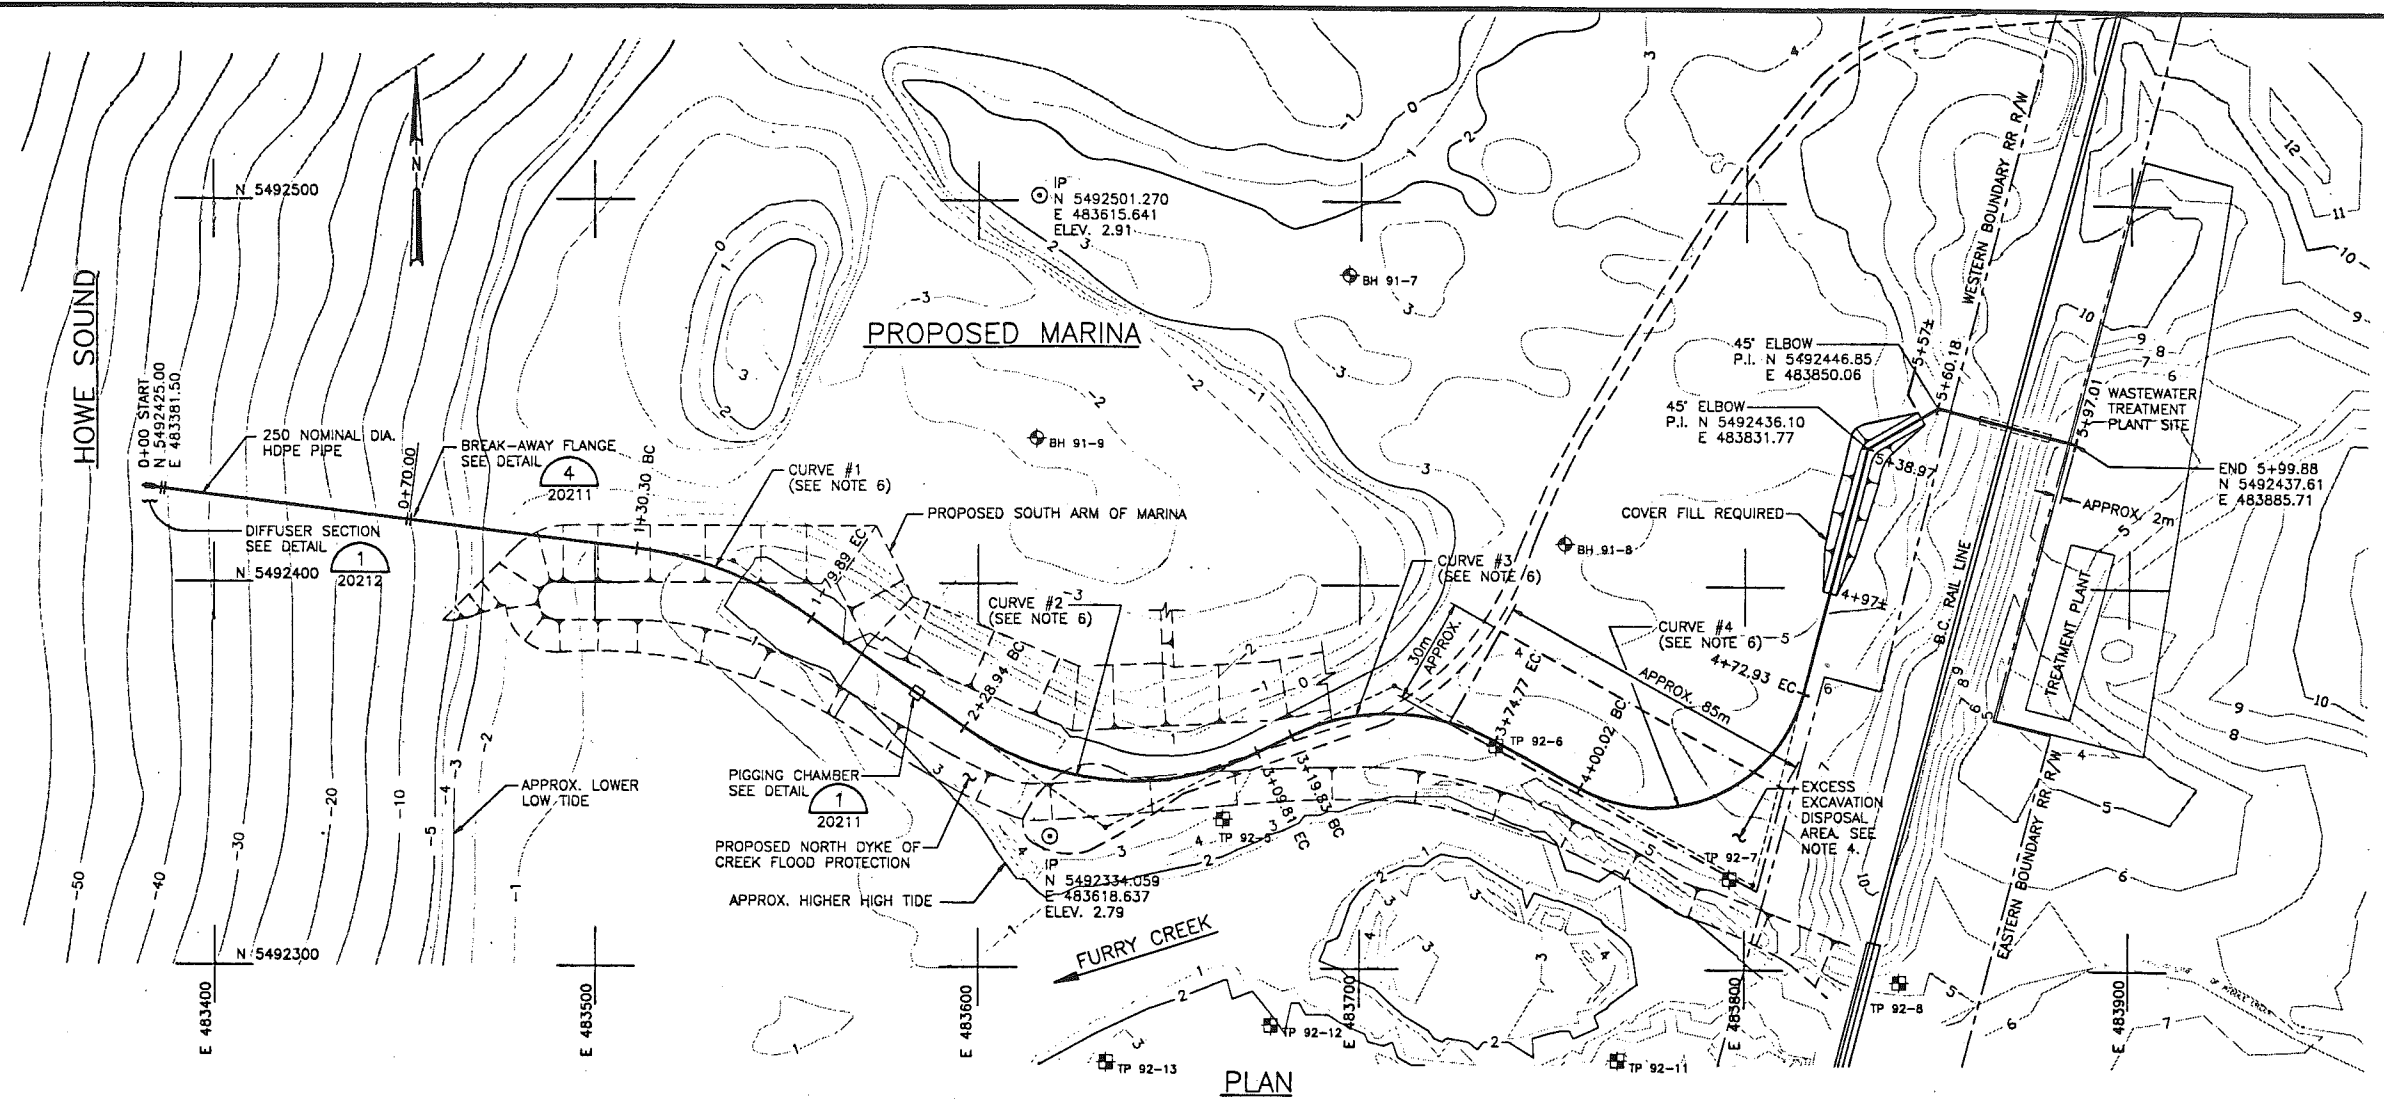 HOWE SOUND
N 5492500
N
IP
N 5492501.270
E 483615.641
ELEV. 2.91
BH 91-7
PROPOSED MARINA
WESTERN BOUNDARY RR R/W
0+00 START
N 5492425.00
E 483381.50
250 NOMINAL DIA.
HDPE PIPE
0+70.00
BREAK-AWAY FLANGE
SEE DETAIL
4
20211
1+30.30 BC
CURVE #1
(SEE NOTE 6)
BH 91-9
PROPOSED SOUTH ARM OF MARINA
45° ELBOW
P.I. N 5492446.85
E 483850.06
45° ELBOW
P.I. N 5492436.10
E 483831.77
5+57±
5+60.18
5+38.97
5+97.01
WASTEWATER
TREATMENT
PLANT SITE
END 5+99.88
N 5492437.61
E 483885.71
APPROX. 2m
COVER FILL REQUIRED
DIFFUSER SECTION
SEE DETAIL
1
20212
N 5492400
1+79.89 EC
CURVE #2
(SEE NOTE 6)
CURVE #3
(SEE NOTE 6)
BH 91-8
CURVE #4
(SEE NOTE 6)
4+97±
4+72.93 EC
B.C. RAIL LINE
TREATMENT PLANT
30m
APPROX.
APPROX. 85m
2+28.94 BC
3+74.77 EC
TP 92-6
4+00.02 BC
3+09.81 EC
3+19.83 BC
PIGGING CHAMBER
SEE DETAIL
1
20211
APPROX. LOWER
LOW TIDE
PROPOSED NORTH DYKE OF
CREEK FLOOD PROTECTION
APPROX. HIGHER HIGH TIDE
TP 92-5
IP
N 5492334.059
E 483618.637
ELEV. 2.79
TP 92-7
EXCESS
EXCAVATION
DISPOSAL
AREA. SEE
NOTE 4.
EASTERN BOUNDARY RR R/W
FURRY CREEK
N 5492300
-50
-40
-30
-20
-10
-5
-4
-3
-2
-1
E 483400
E 483500
E 483600
E 483700
E 483800
E 483900
TP 92-8
TP 92-12
TP 92-13
TP 92-11
PLAN